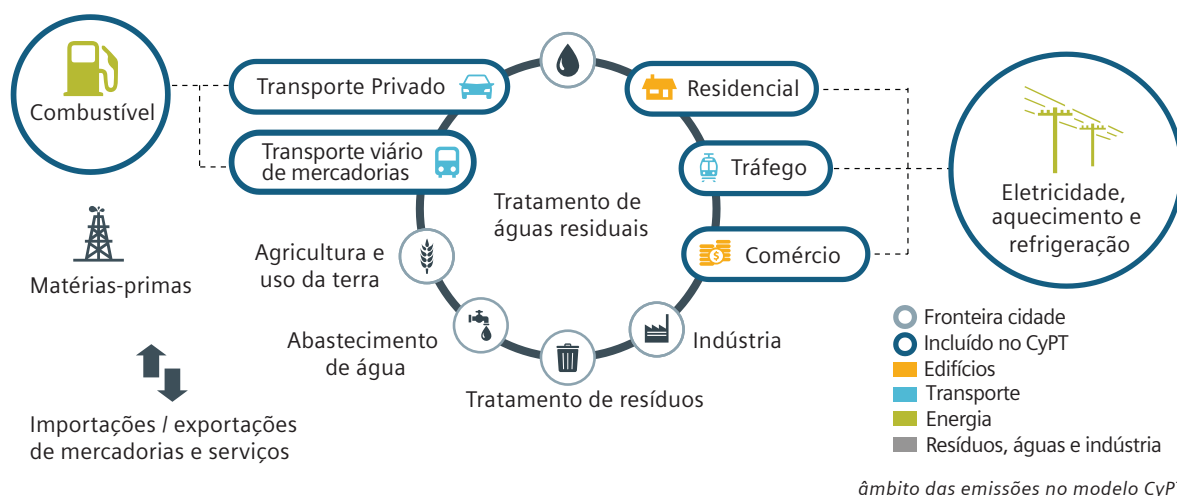 Combustível
Transporte Privado
Transporte viário
de mercadorias
Matérias-primas
Importações / exportações
de mercadorias e serviços
Agricultura e
uso da terra
Abastecimento
de água
Tratamento de resíduos
Tratamento de
águas residuais
Indústria
Residencial
Tráfego
$
Comércio
Eletricidade,
aquecimento e
refrigeração
Fronteira cidade
Incluído no CyPT
Edifícios
Transporte
Energia
Resíduos, águas e indústria
âmbito das emissões no modelo CyPT